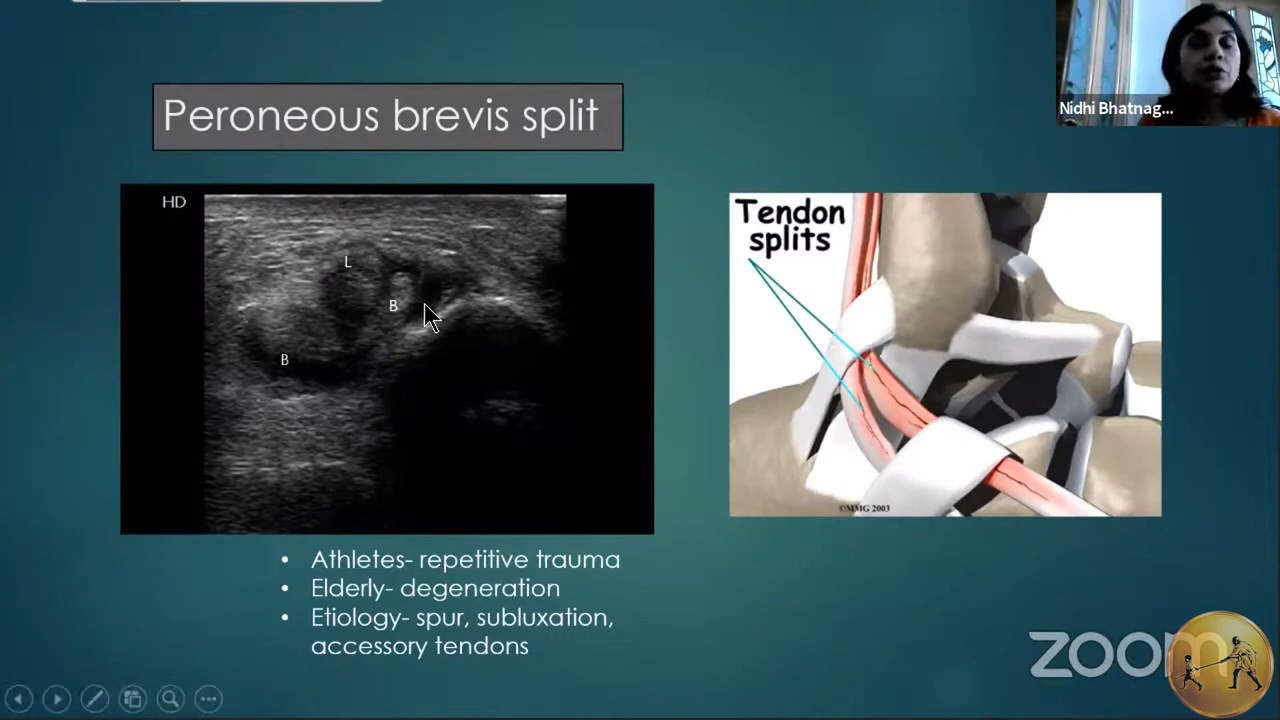 Peroneous brevis split
Nidhi Bhatnag...
HD
L
B
B
Tendon
splits
©MMG 2003
• Athletes- repetitive trauma
• Elderly- degeneration
• Etiology- spur, subluxation,
accessory tendons
zoom